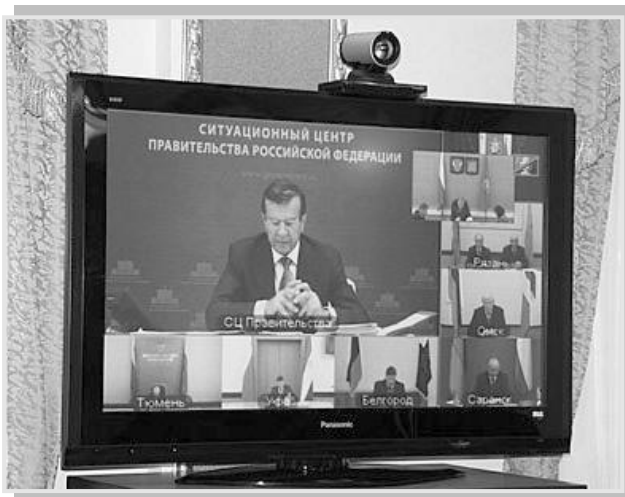 СИТУАЦИОННЫЙ ЦЕНТР
ПРАВИТЕЛЬСТВА РОССИЙСКОЙ ФЕДЕРАЦИИ
Рязань
СЦ Правительства
Омск
Тюмень
Уфа
Белгород
Саранск
Panasonic